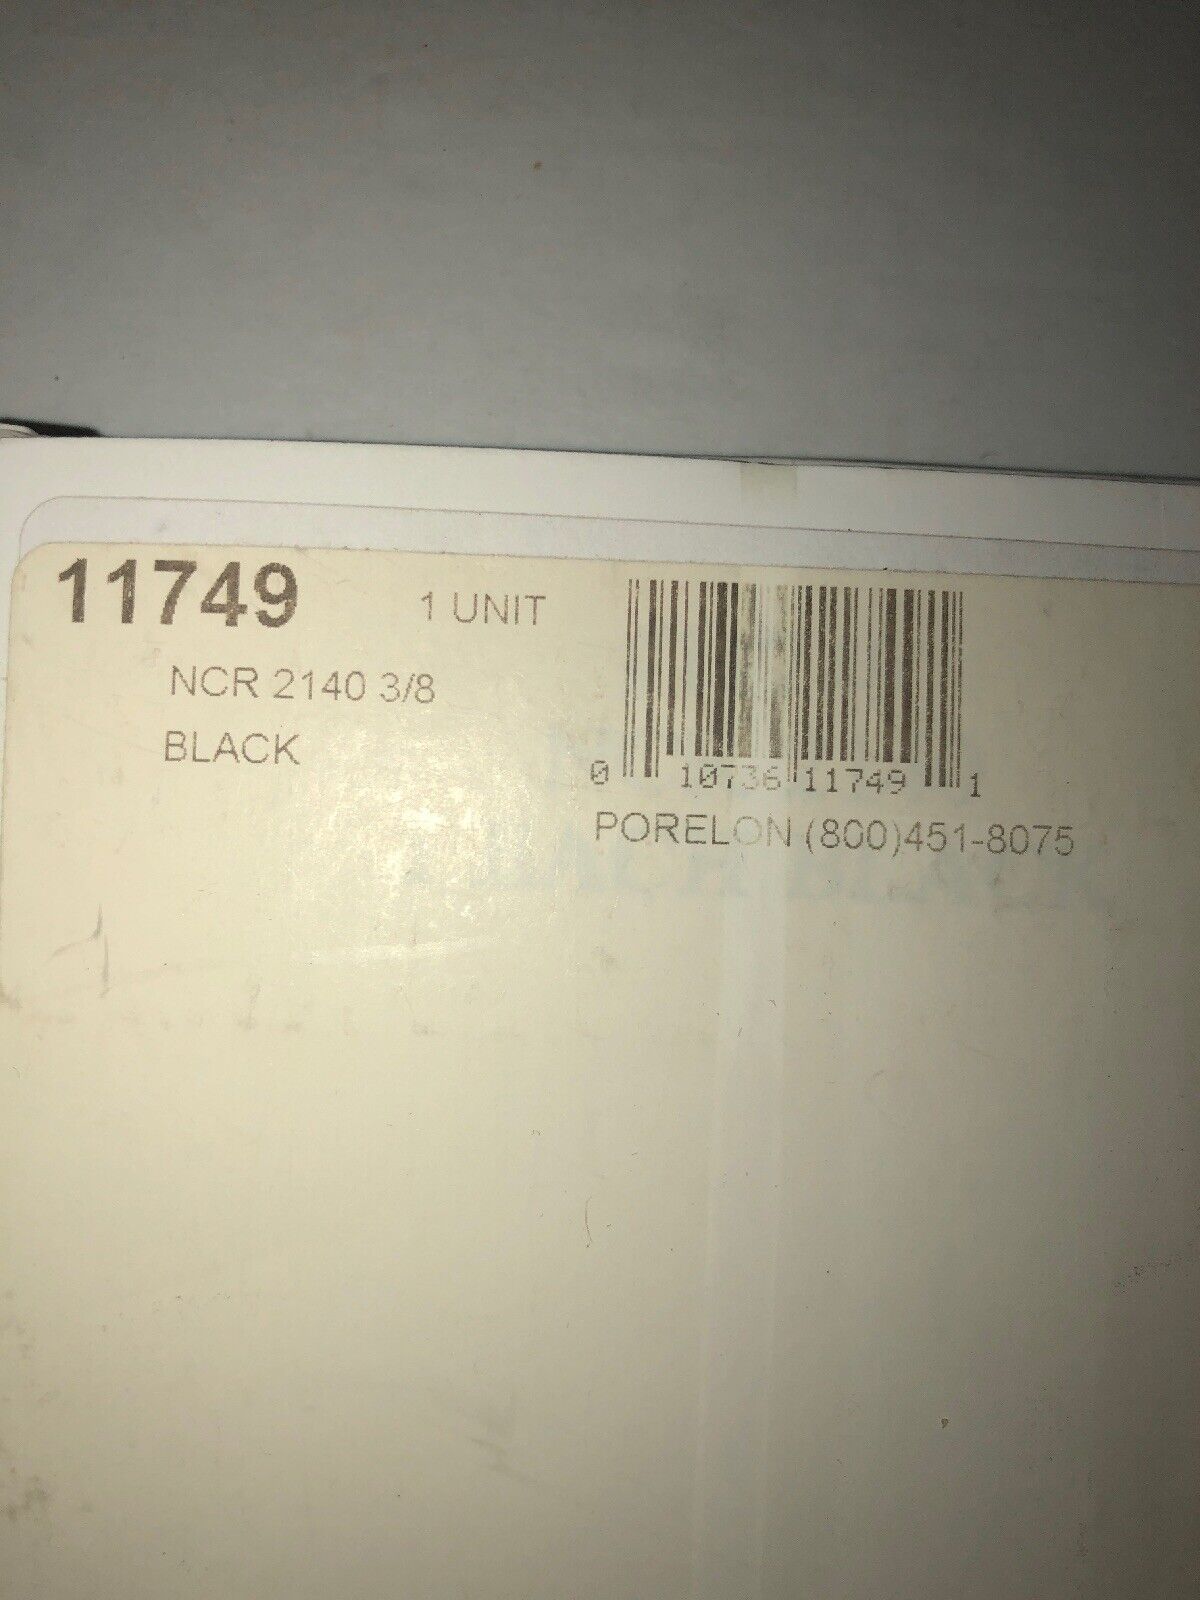 11749 1 UNIT
NCR 2140 3/8
BLACK
0 10736 11749 1
PORELON (800)451-8075